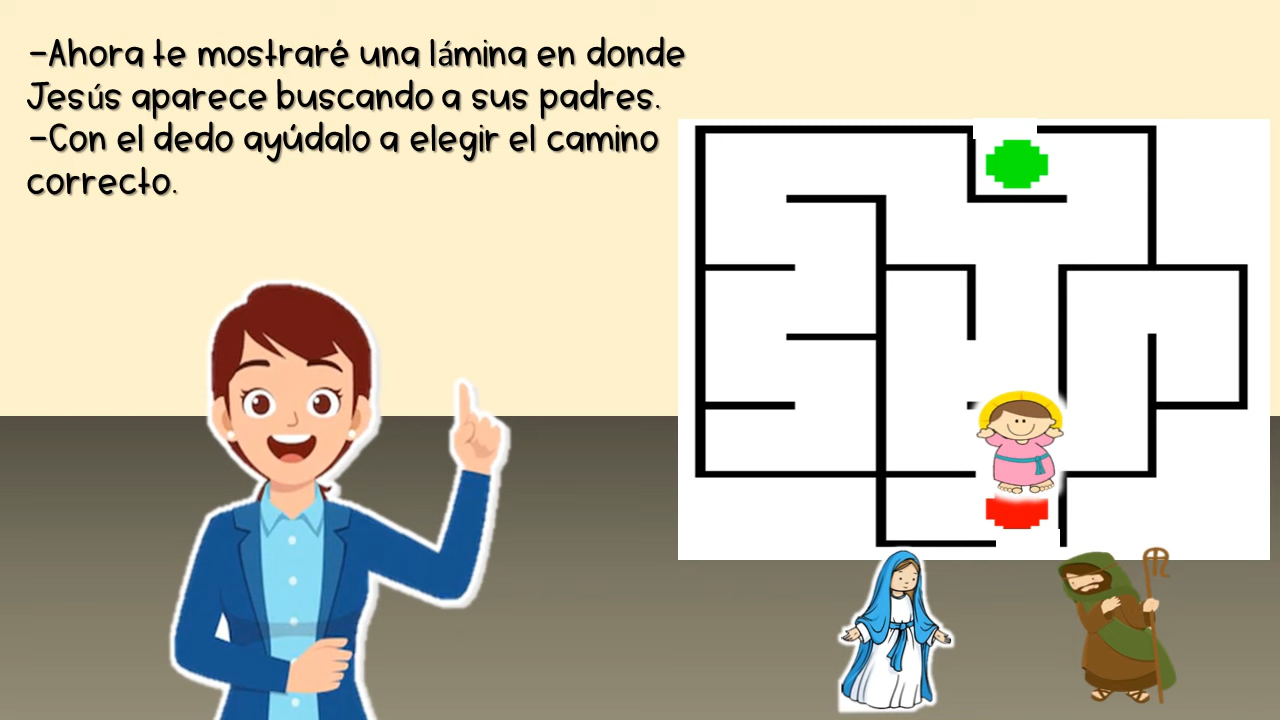 -Ahora te mostraré una lámina en donde
Jesús aparece buscando a sus padres.
-Con el dedo ayúdalo a elegir el camino
correcto.